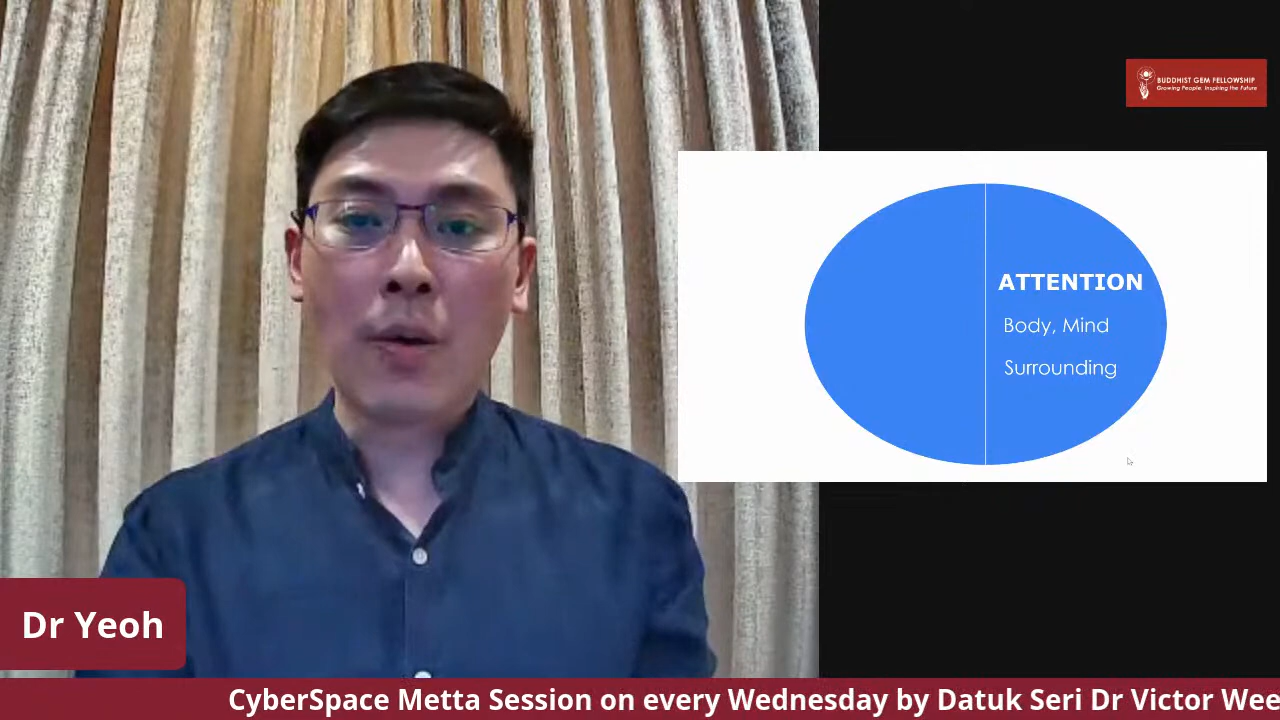 BUDDHIST GEM FELLOWSHIP
Growing People. Inspiring the Future
ATTENTION
Body, Mind
Surrounding
Dr Yeoh
CyberSpace Metta Session on every Wednesday by Datuk Seri Dr Victor Wee